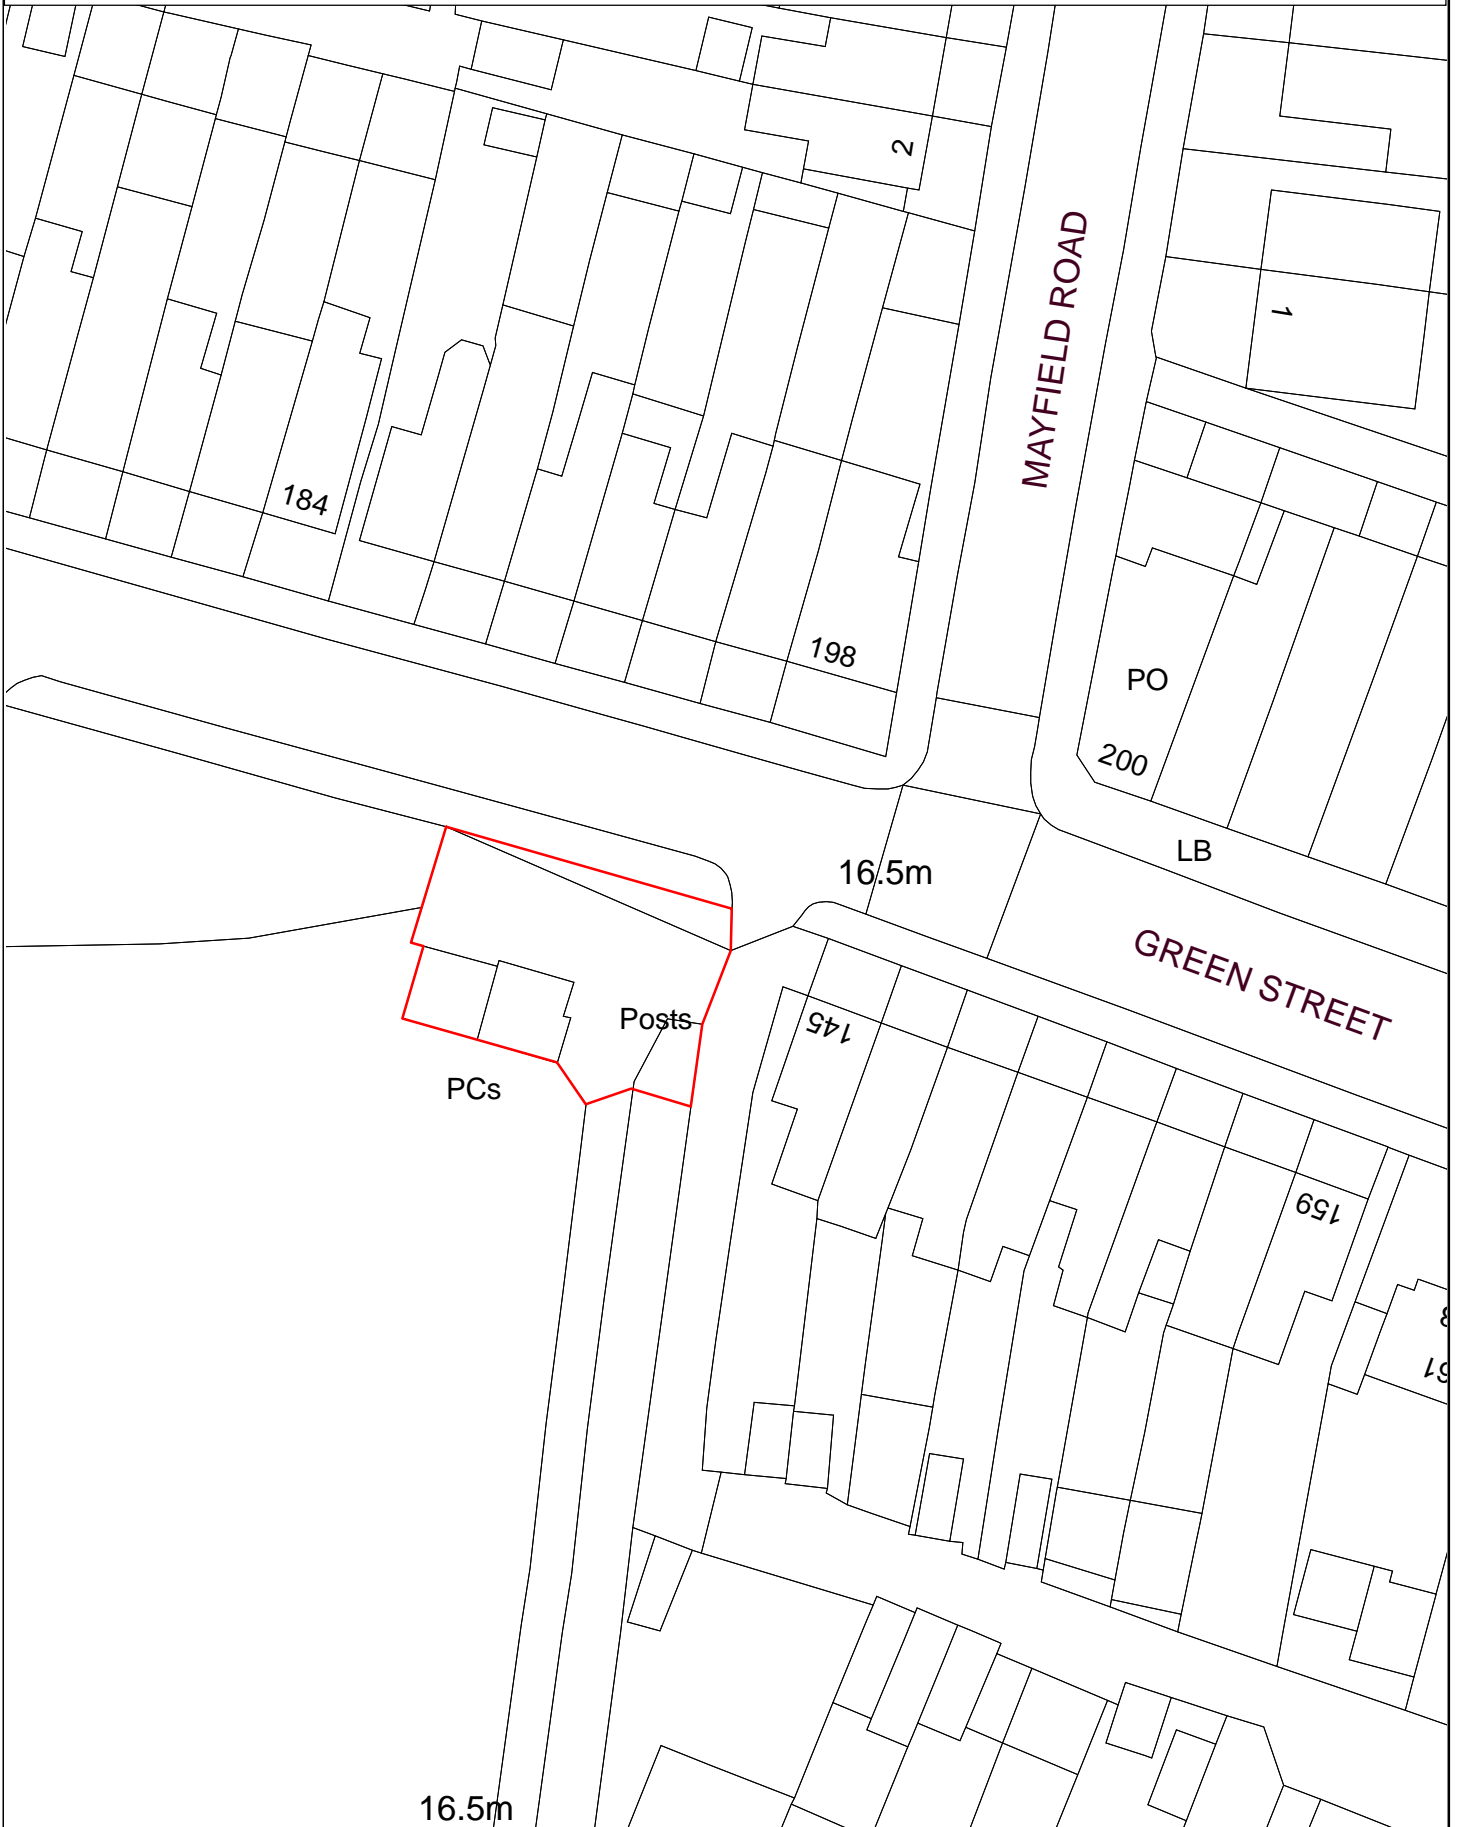 2
MAYFIELD ROAD
1
184
198
PO
200
LB
16.5m
GREEN STREET
Posts
145
PCs
159
16.5m